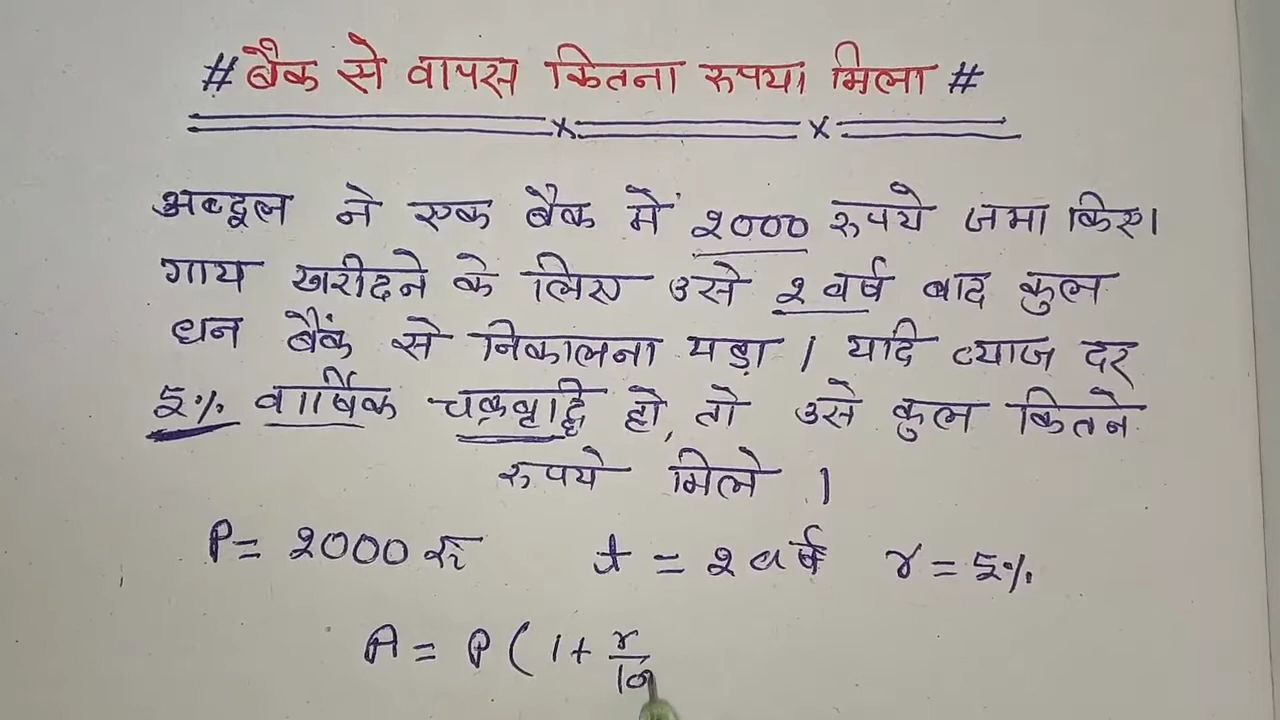 # बैंक से वापस कितना रुपया मिला #
अब्दूल ने एक बैंक में 2000 रुपये जमा किए।
गाय खरीदने के लिए उसे 2 वर्ष बाद कुल
धन बैंक से निकालना पड़ा । यदि ब्याज दर
5% वार्षिक चक्रवृद्धि हो, तो उसे कुल कितने
रुपये मिले ।
P = 2000 रु t = 2 वर्ष r = 5%
A = P ( 1 + r/10